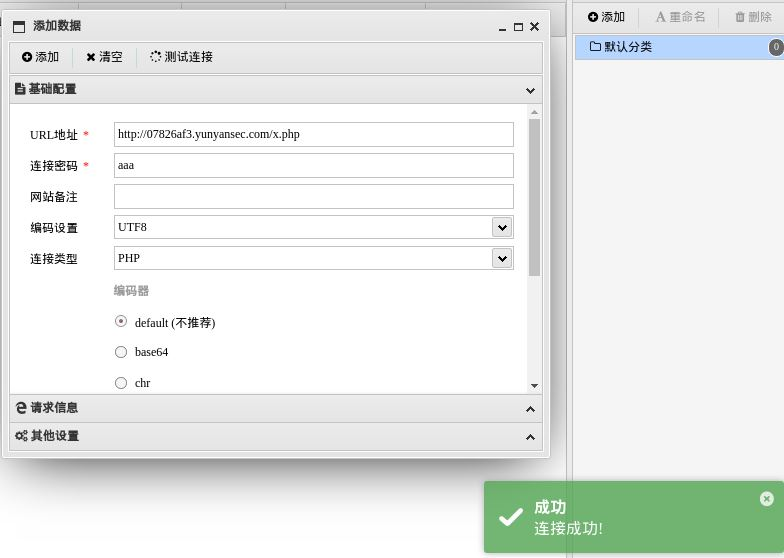 添加数据
添加 清空 测试连接
基础配置
URL地址 * http://07826af3.yunyansec.com/x.php
连接密码 * aaa
网站备注
编码设置 UTF8
连接类型 PHP
编码器
default (不推荐)
base64
chr
请求信息
其他设置
添加 重命名 删除
默认分类 0
成功
连接成功!